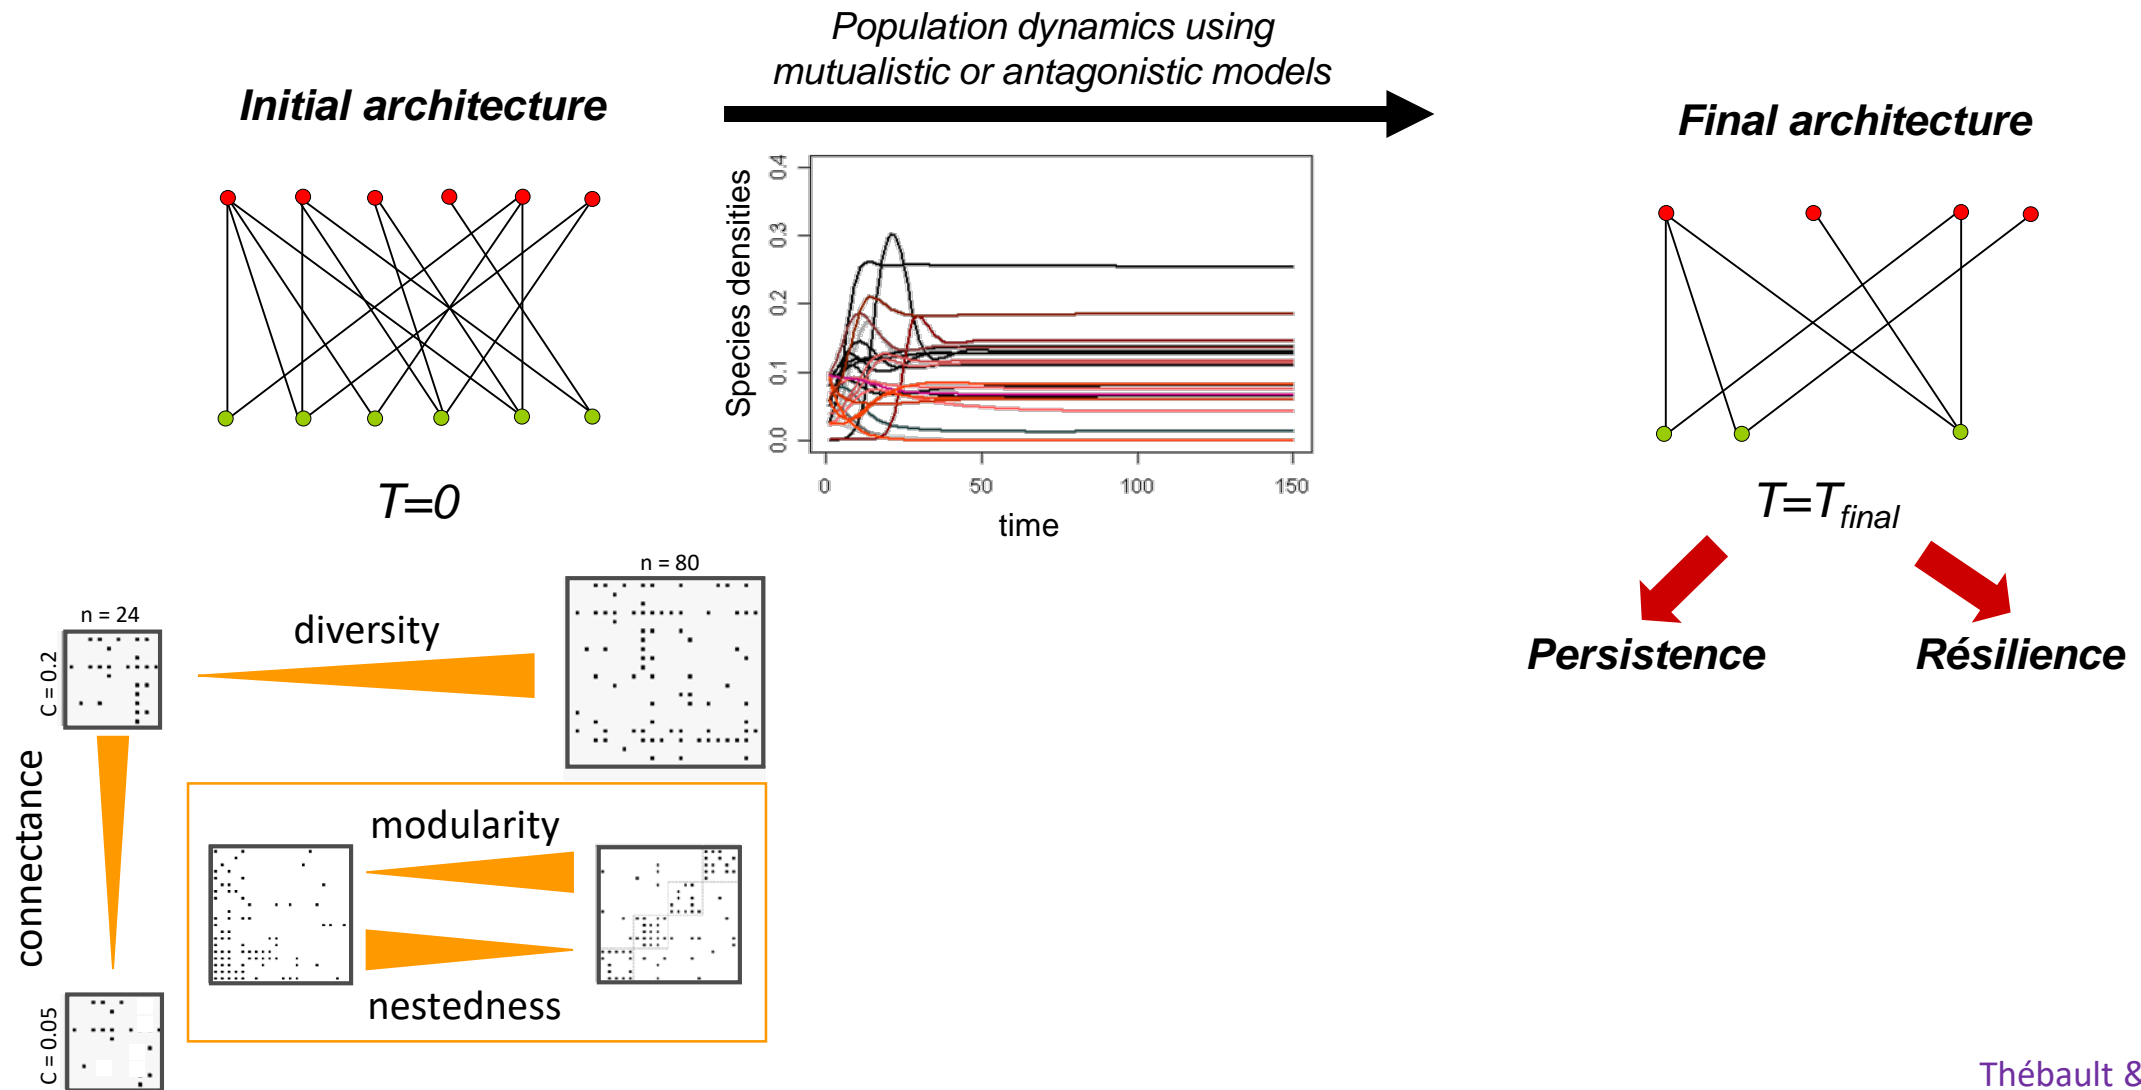 Population dynamics using
mutualistic or antagonistic models
Initial architecture
Final architecture
Species densities
0.4
0.3
0.2
0.1
0.0
0
50
100
150
time
T=0
T=Tfinal
Persistence
Résilience
n = 24
n = 80
diversity
C = 0.2
connectance
C = 0.05
modularity
nestedness
Thébault &